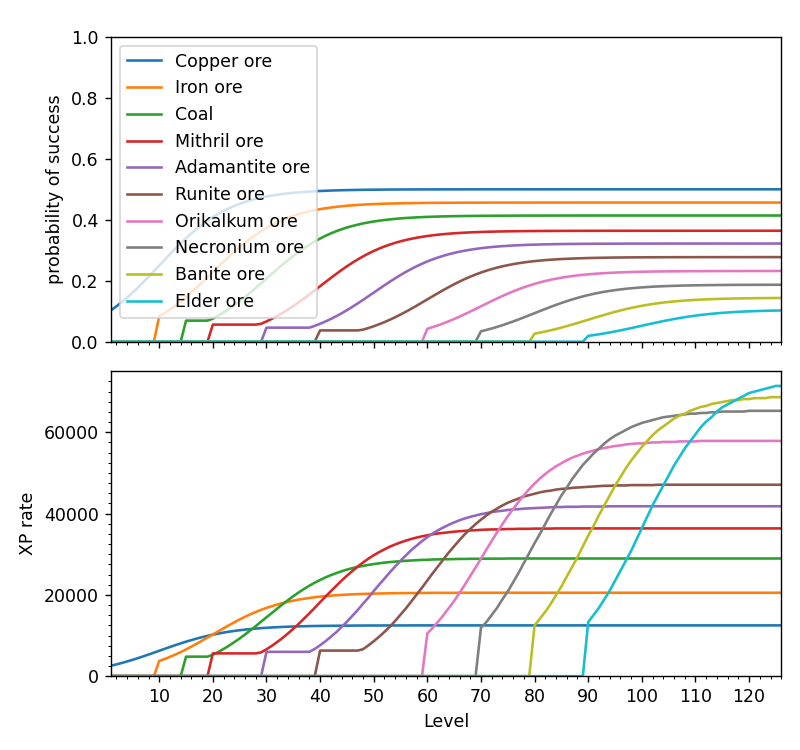 1.0
0.8
0.6
0.4
0.2
0.0
probability of success
Copper ore
Iron ore
Coal
Mithril ore
Adamantite ore
Runite ore
Orikalkum ore
Necronium ore
Banite ore
Elder ore
60000
40000
20000
0
XP rate
10 20 30 40 50 60 70 80 90 100 110 120
Level